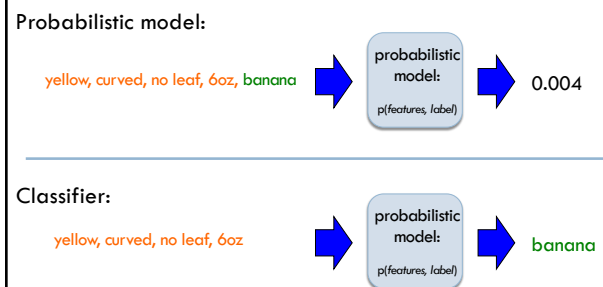 Probabilistic model:
yellow, curved, no leaf, 6oz, banana
probabilistic
model:
p(features, label)
0.004
Classifier:
yellow, curved, no leaf, 6oz
probabilistic
model:
p(features, label)
banana